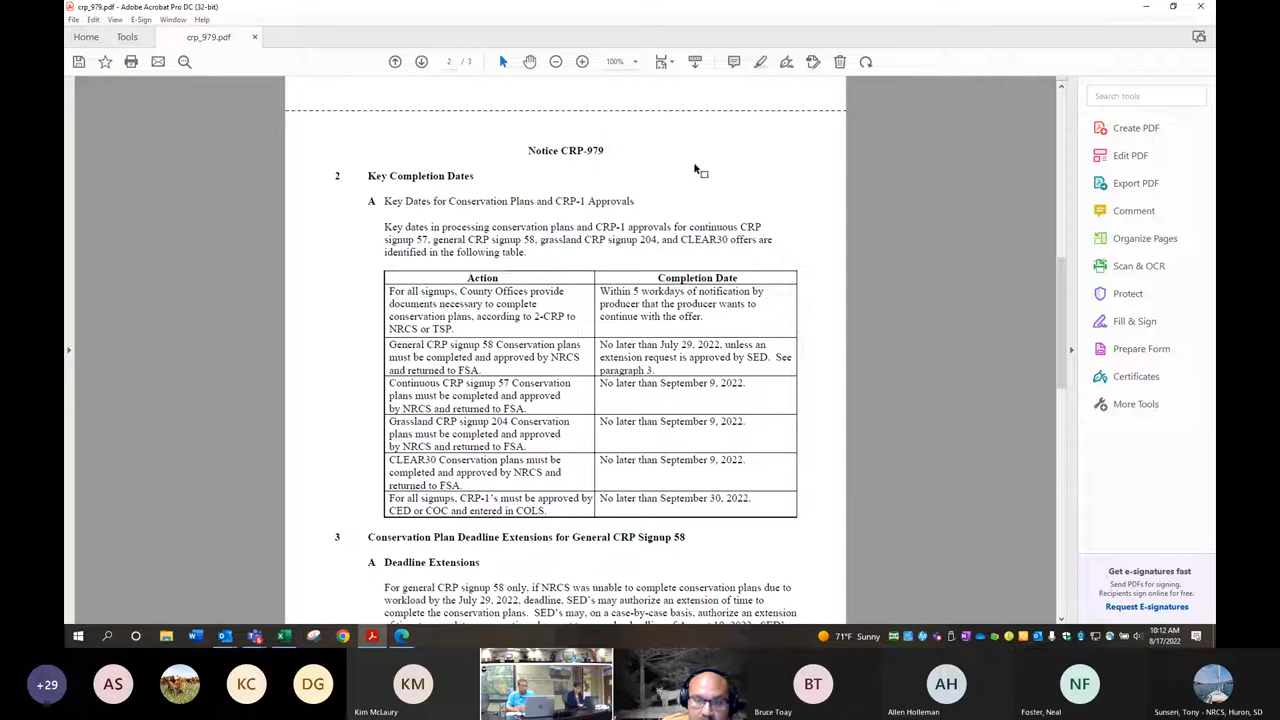 crp_979.pdf - Adobe Acrobat Pro DC (32-bit)
File Edit View E-Sign Window Help
Home Tools crp_979.pdf ×
2 / 3 100%
Search tools
Create PDF
Edit PDF
Export PDF
Comment
Organize Pages
Scan & OCR
Protect
Fill & Sign
Prepare Form
Certificates
More Tools
Get e-signatures fast
Send PDFs for signing.
Recipients sign online for free.
Request E-signatures
Notice CRP-979
2 Key Completion Dates
A Key Dates for Conservation Plans and CRP-1 Approvals
Key dates in processing conservation plans and CRP-1 approvals for continuous CRP
signup 57, general CRP signup 58, grassland CRP signup 204, and CLEAR30 offers are
identified in the following table.
Action Completion Date
For all signups, County Offices provide
documents necessary to complete
conservation plans, according to 2-CRP to
NRCS or TSP.
Within 5 workdays of notification by
producer that the producer wants to
continue with the offer.
General CRP signup 58 Conservation plans
must be completed and approved by NRCS
and returned to FSA.
No later than July 29, 2022, unless an
extension request is approved by SED. See
paragraph 3.
Continuous CRP signup 57 Conservation
plans must be completed and approved
by NRCS and returned to FSA.
No later than September 9, 2022.
Grassland CRP signup 204 Conservation
plans must be completed and approved
by NRCS and returned to FSA.
No later than September 9, 2022.
CLEAR30 Conservation plans must be
completed and approved by NRCS and
returned to FSA.
No later than September 9, 2022.
For all signups, CRP-1's must be approved by
CED or COC and entered in COLS.
No later than September 30, 2022.
3 Conservation Plan Deadline Extensions for General CRP Signup 58
A Deadline Extensions
For general CRP signup 58 only, if NRCS was unable to complete conservation plans due to
workload by the July 29, 2022, deadline, SED's may authorize an extension of time to
complete the conservation plans. SED's may, on a case-by-case basis, authorize an extension
71°F Sunny
10:12 AM
8/17/2022
+29 AS KC DG KM BT AH NF
Kim McLaury
Bruce Toay
Allen Holleman
Foster, Neal
Sunseri, Tony - NRCS, Huron, SD